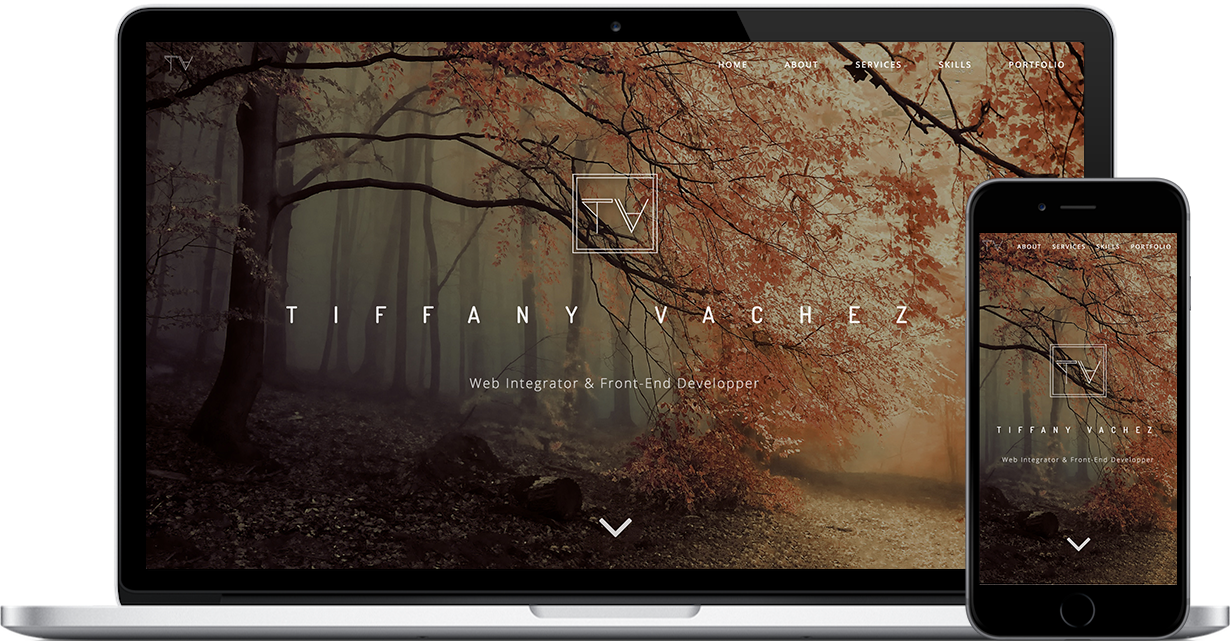 TV
HOME ABOUT SERVICES SKILLS PORTFOLIO
TV
TIFFANY VACHEZ
Web Integrator & Front-End Developper
ABOUT SERVICES SKILLS PORTFOLIO
TV
TIFFANY VACHEZ
Web Integrator & Front-End Developper